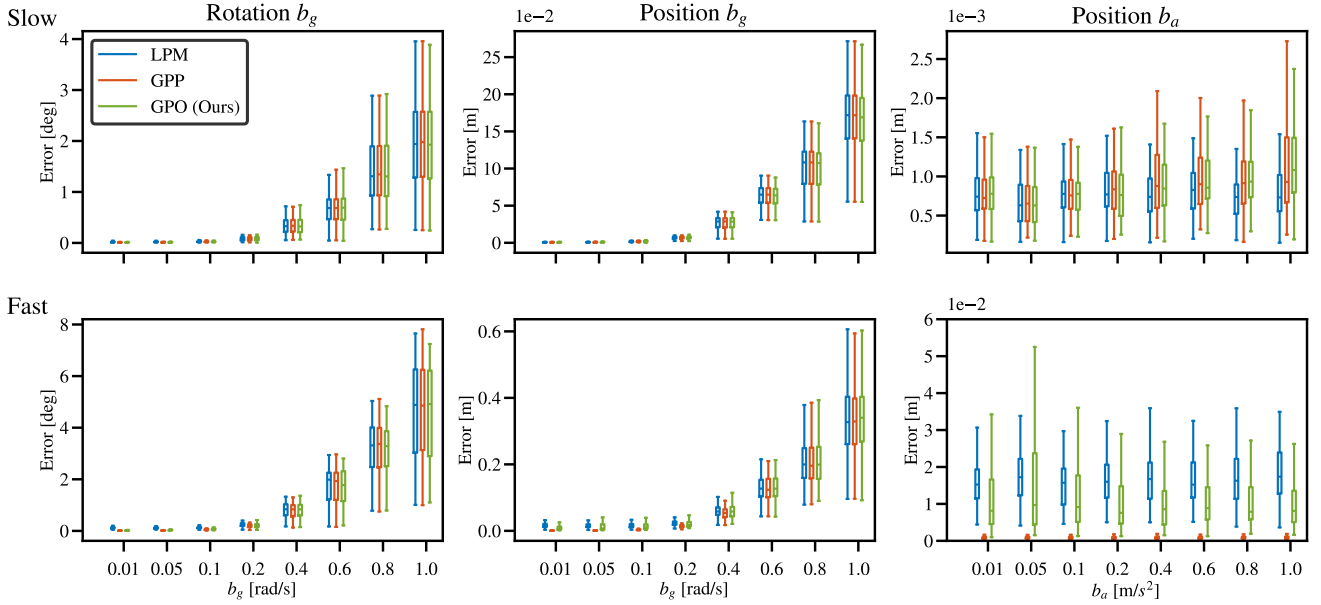 Slow
Rotation b_g
Position b_g
Position b_a
1e−2
1e−3
LPM
GPP
GPO (Ours)
Error [deg]
4
3
2
1
0
Error [m]
25
20
15
10
5
0
Error [m]
2.5
2.0
1.5
1.0
0.5
Fast
1e−2
Error [deg]
8
6
4
2
0
Error [m]
0.6
0.4
0.2
0.0
Error [m]
6
5
4
3
2
1
0
0.01 0.05 0.1 0.2 0.4 0.6 0.8 1.0
b_g [rad/s]
0.01 0.05 0.1 0.2 0.4 0.6 0.8 1.0
b_g [rad/s]
0.01 0.05 0.1 0.2 0.4 0.6 0.8 1.0
b_a [m/s²]